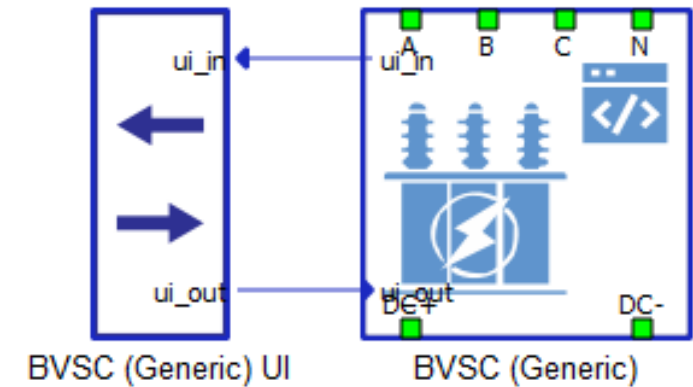 A B C N
ui_in ui_in
</>
ui_out ui_out
DC+ DC-
BVSC (Generic) UI BVSC (Generic)